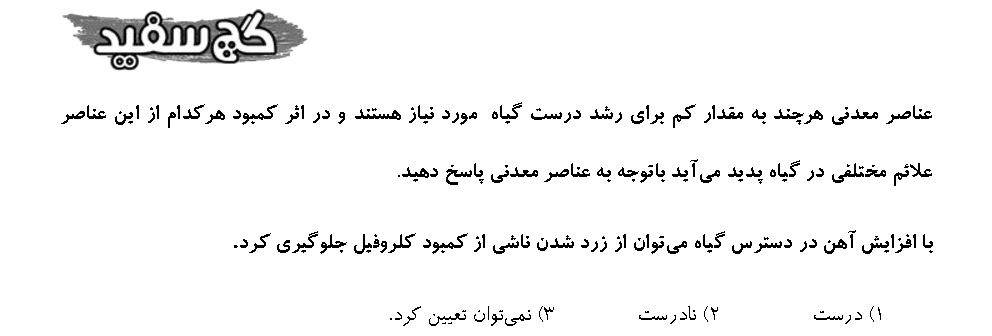 گچ سفید
عناصر معدنی هرچند به مقدار کم برای رشد درست گیاه مورد نیاز هستند و در اثر کمبود هرکدام از این عناصر
علائم مختلفی در گیاه پدید می‌آید باتوجه به عناصر معدنی پاسخ دهید.
با افزایش آهن در دسترس گیاه می‌توان از زرد شدن ناشی از کمبود کلروفیل جلوگیری کرد.
۱) درست ۲) نادرست ۳) نمی‌توان تعیین کرد.